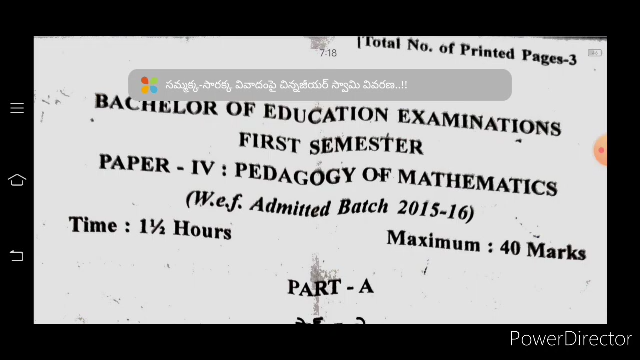 |Total No. of Printed Pages-3
7:18
సమ్మక్క-సారక్క వివాదంపై చిన్నజీయర్ స్వామి వివరణ..!!
BACHELOR OF EDUCATION EXAMINATIONS
FIRST SEMESTER
PAPER - IV : PEDAGOGY OF MATHEMATICS
(W.e.f. Admitted Batch 2015-16)
Time : 1½ Hours
Maximum : 40 Marks
PART - A
PowerDirector